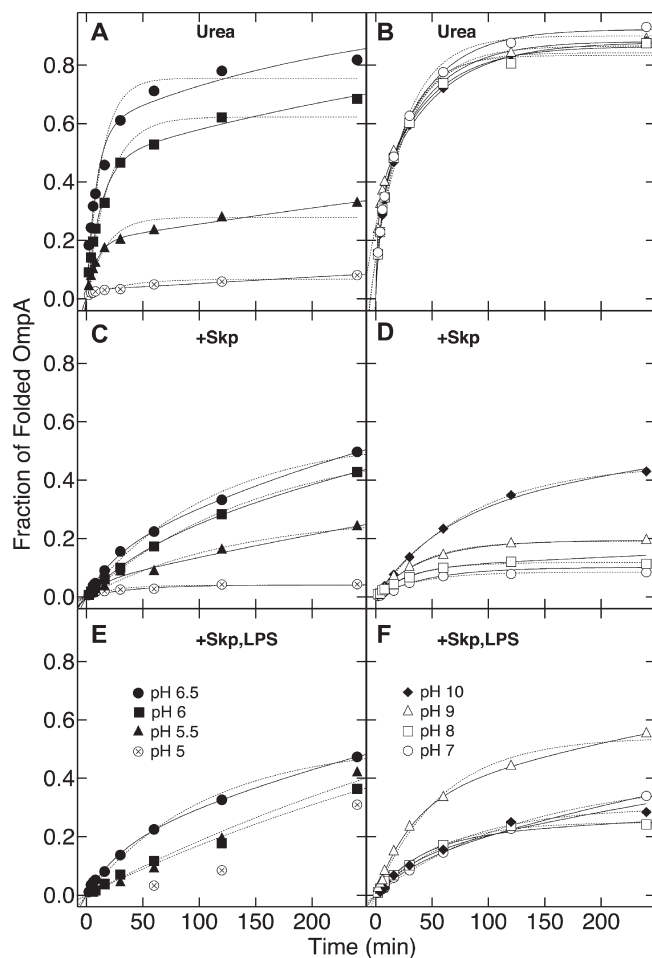 A Urea
B Urea
0.8
0.6
0.4
0.2
0.0
C +Skp
D +Skp
0.8
0.6
0.4
0.2
0.0
E +Skp,LPS
F +Skp,LPS
0.8
0.6
0.4
0.2
0.0
pH 6.5
pH 6
pH 5.5
pH 5
pH 10
pH 9
pH 8
pH 7
0 50 100 150 200
0 50 100 150 200
Time (min)
Fraction of Folded OmpA